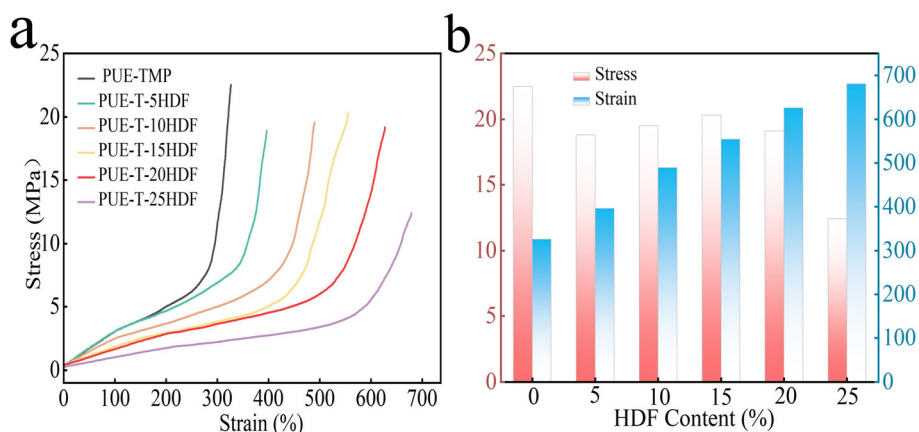 a
PUE-TMP
PUE-T-5HDF
PUE-T-10HDF
PUE-T-15HDF
PUE-T-20HDF
PUE-T-25HDF
Stress (MPa)
25
20
15
10
5
0
0 100 200 300 400 500 600 700
Strain (%)
b
Stress
Strain
25
20
15
10
5
0
700
600
500
400
300
200
100
0
0 5 10 15 20 25
HDF Content (%)